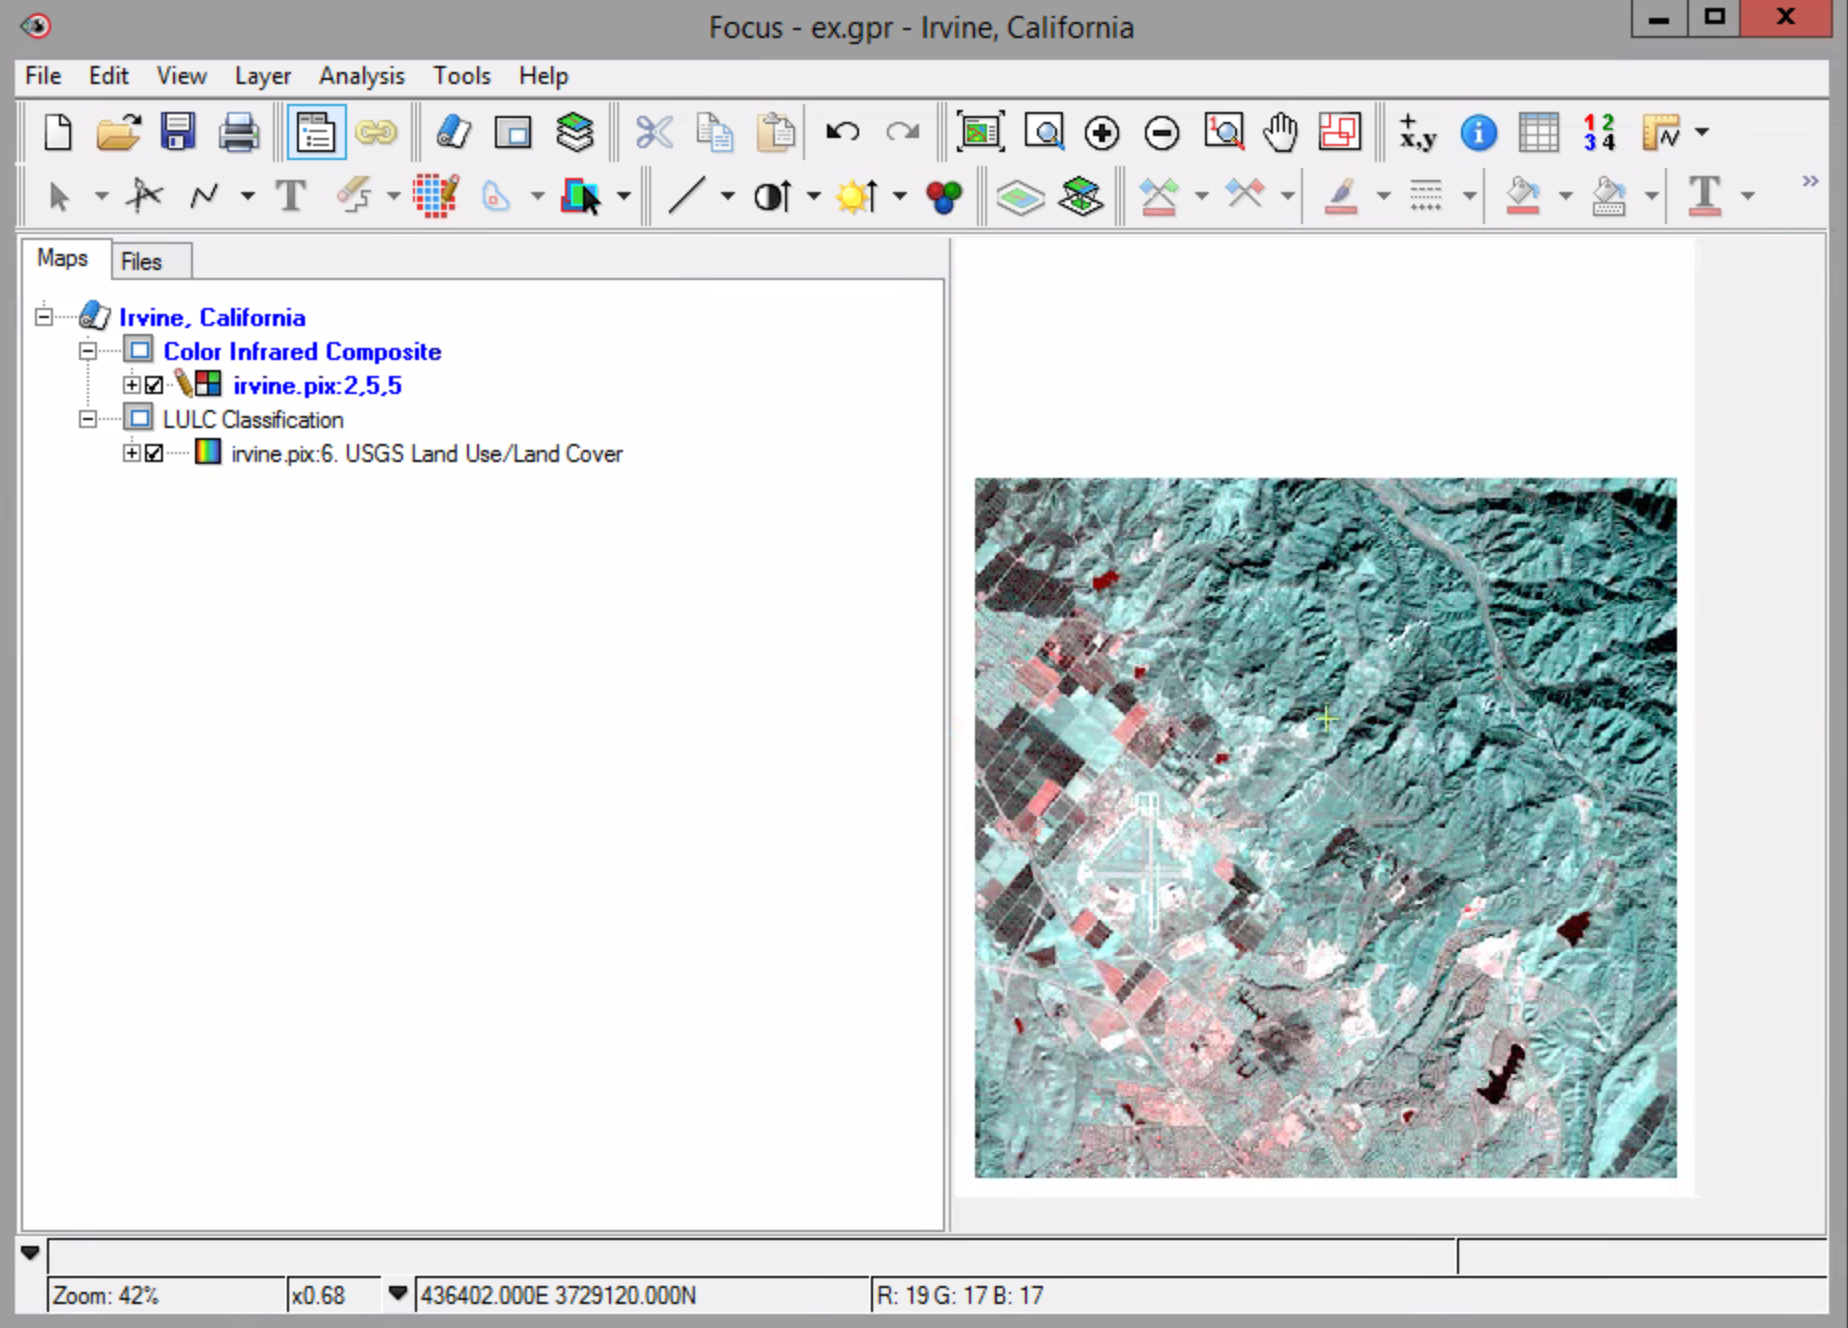 Focus - ex.gpr - Irvine, California
File Edit View Layer Analysis Tools Help
+
x,y
i
1 2
3 4
1
T
T
»
Maps Files
Irvine, California
Color Infrared Composite
irvine.pix:2,5,5
LULC Classification
irvine.pix:6. USGS Land Use/Land Cover
Zoom: 42% x0.68 436402.000E 3729120.000N R: 19 G: 17 B: 17